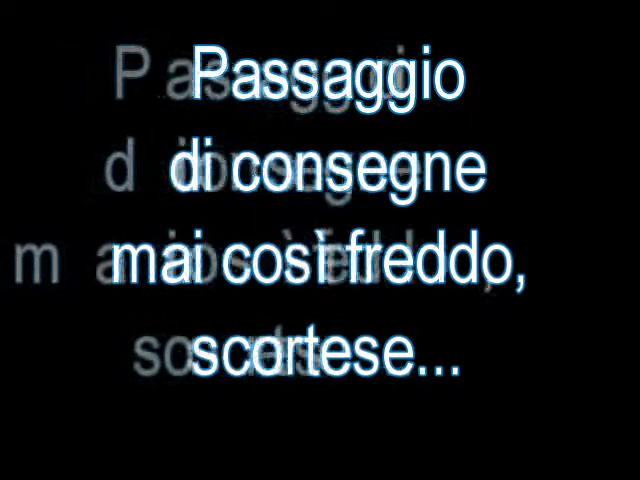 Passaggio
di consegne
mai così freddo,
scortese...